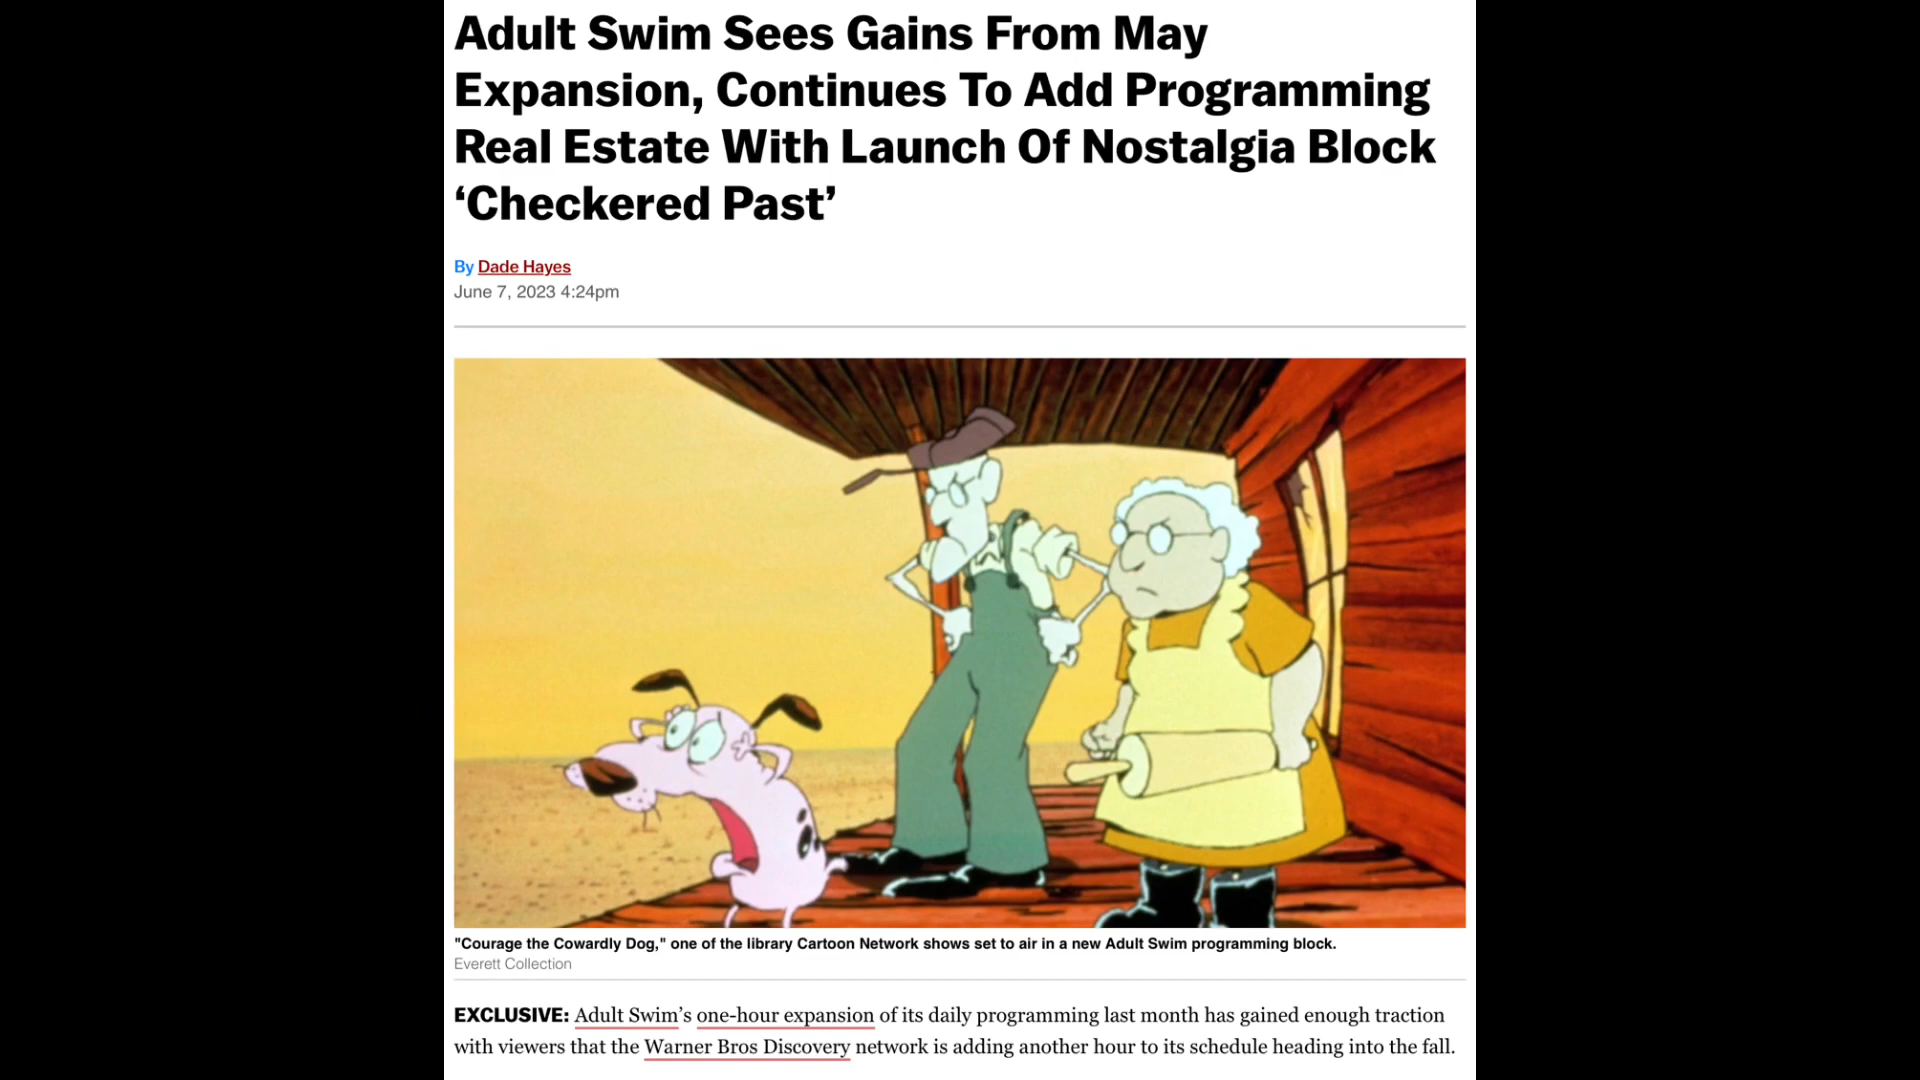 Adult Swim Sees Gains From May
Expansion, Continues To Add Programming
Real Estate With Launch Of Nostalgia Block
‘Checkered Past’
By Dade Hayes
June 7, 2023 4:24pm
"Courage the Cowardly Dog," one of the library Cartoon Network shows set to air in a new Adult Swim programming block.
Everett Collection
EXCLUSIVE: Adult Swim’s one-hour expansion of its daily programming last month has gained enough traction
with viewers that the Warner Bros Discovery network is adding another hour to its schedule heading into the fall.